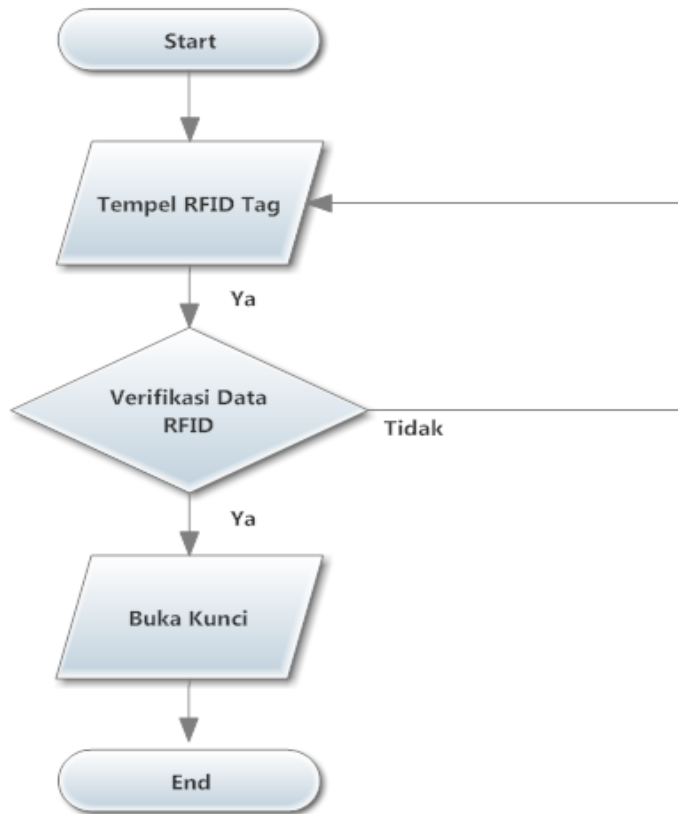 Start
Tempel RFID Tag
Ya
Verifikasi Data
RFID
Tidak
Ya
Buka Kunci
End